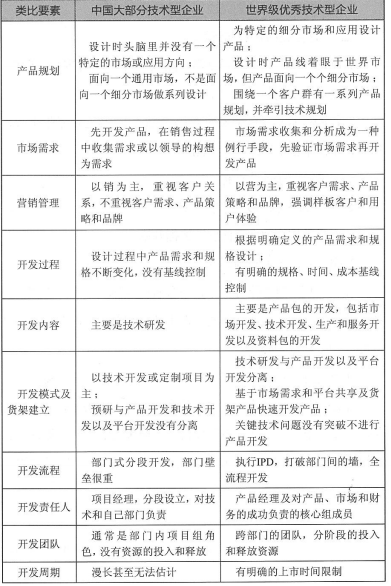 类比要素 中国大部分技术型企业 世界级优秀技术型企业
产品规划
设计时头脑里并没有一个
特定的市场或应用方向;
面向一个通用市场,不是面
向一个细分市场做系列设计
为特定的细分市场和应用设计
产品;
设计时产品线着眼于世界市
场,但产品面向一个个细分市场;
围绕一个客户群有一系列产品
规划,并牵引技术规划
市场需求
先开发产品,在销售过程
中收集需求或以领导的构想
为需求
市场需求收集和分析成为一种
例行手段,先验证市场需求再开
发产品
营销管理
以销为主,重视客户关
系,不重视客户需求、产品策
略和品牌
以营为主,重视客户需求、产品
策略和品牌,强调样板客户和用
户体验
开发过程
设计过程中产品需求和规
格不断变化,没有基线控制
根据明确定义的产品需求和规
格设计;
有明确的规格、时间、成本基线
控制
开发内容
主要是技术研发
主要是产品包的开发,包括市
场开发、技术开发、生产和服务开
发以及资料包的开发
开发模式及
货架建立
以技术开发或定制项目为
主;
预研与产品开发和技术开
发以及平台开发没有分离
技术研发与产品开发以及平台
开发分离;
基于市场需求和平台共享及货
架产品快速开发产品;
关键技术问题没有突破不进行
产品开发
开发流程
部门式分段开发,部门壁
垒很重
执行IPD,打破部门间的墙,全
流程开发
开发责任人
项目经理,分段设立,对技
术和自己部门负责
产品经理及对产品、市场和财
务的成功负责的核心组成员
开发团队
通常是部门内项目组角
色,没有资源的投入和释放
跨部门的团队,分阶段的投入
和释放资源
开发周期 漫长甚至无法估计 有明确的上市时间限制